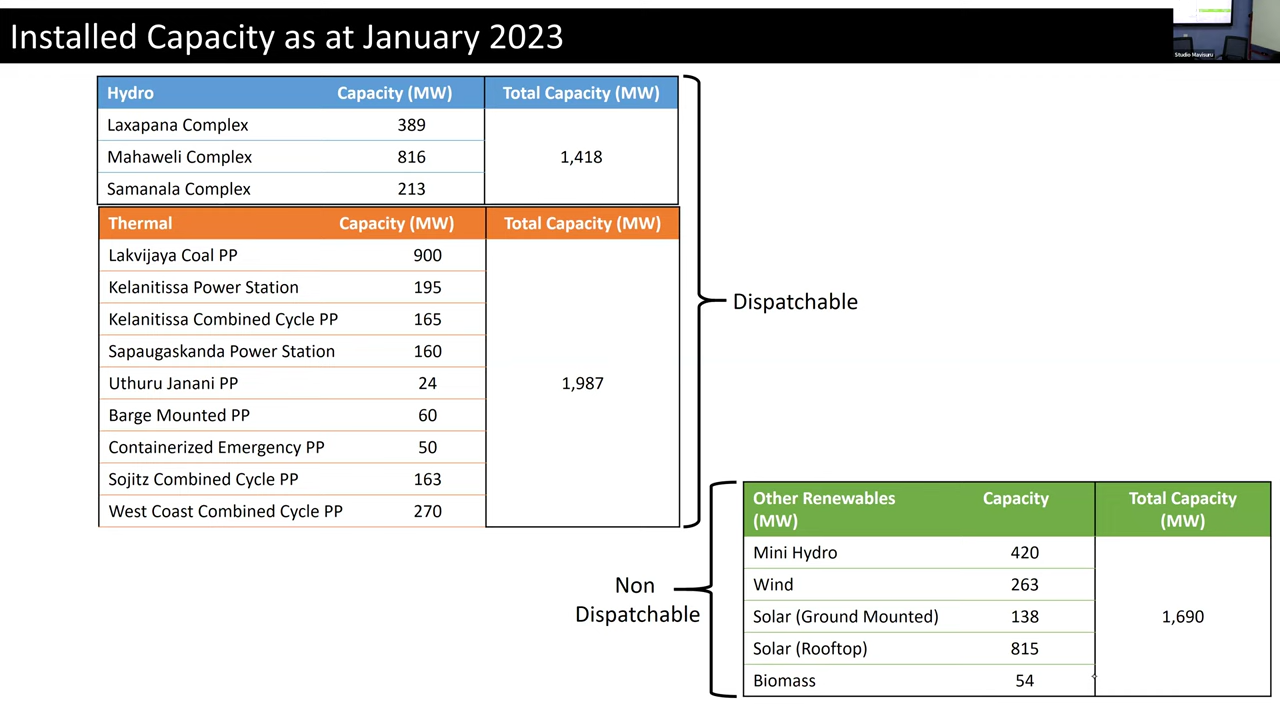 Installed Capacity as at January 2023
Studio Mavisuru
Hydro Capacity (MW) Total Capacity (MW)
Laxapana Complex 389
Mahaweli Complex 816 1,418
Samanala Complex 213
Thermal Capacity (MW) Total Capacity (MW)
Lakvijaya Coal PP 900
Kelanitissa Power Station 195
Kelanitissa Combined Cycle PP 165
Sapaugaskanda Power Station 160
Uthuru Janani PP 24 1,987
Barge Mounted PP 60
Containerized Emergency PP 50
Sojitz Combined Cycle PP 163
West Coast Combined Cycle PP 270
Dispatchable
Non
Dispatchable
Other Renewables Capacity Total Capacity
(MW) (MW)
Mini Hydro 420
Wind 263
Solar (Ground Mounted) 138 1,690
Solar (Rooftop) 815
Biomass 54